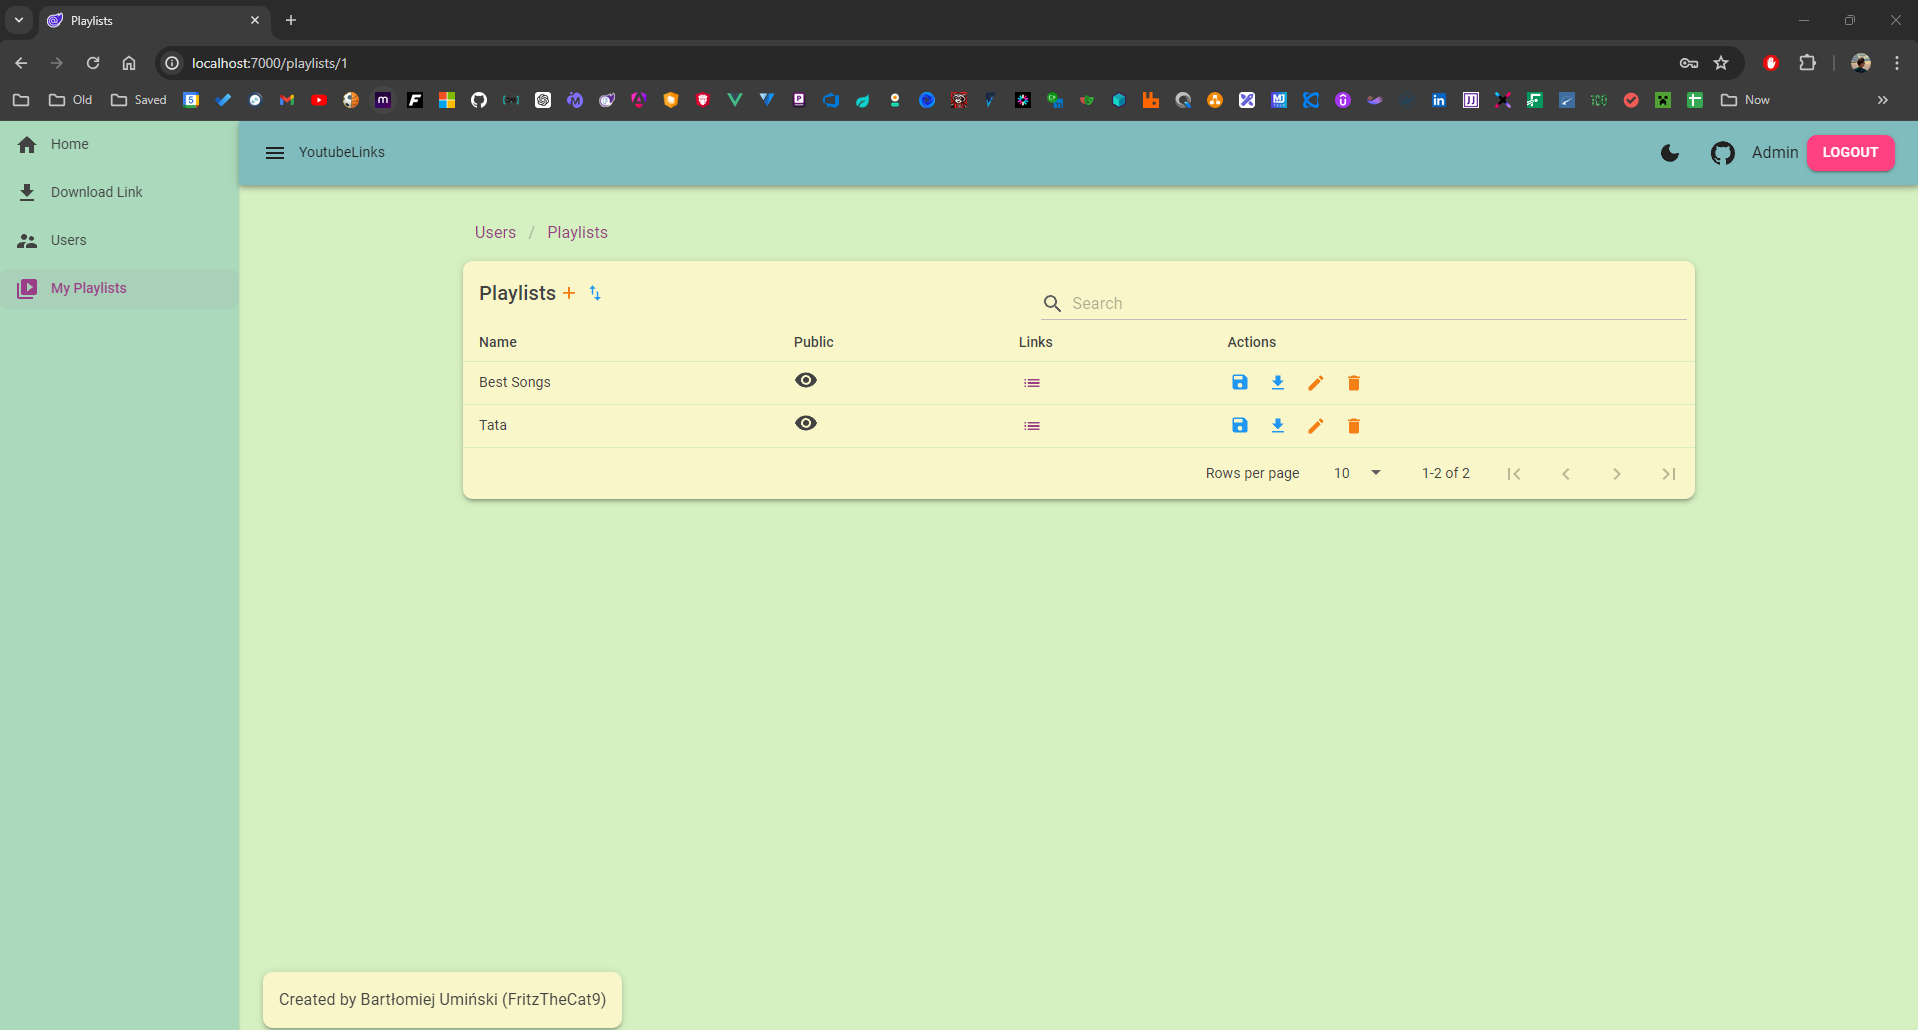 Playlists
localhost:7000/playlists/1
Old Saved Now
Home
Download Link
Users
My Playlists
YoutubeLinks
Admin LOGOUT
Users / Playlists
Playlists
Search
Name Public Links Actions
Best Songs
Tata
Rows per page 10 1-2 of 2
Created by Bartłomiej Umiński (FritzTheCat9)